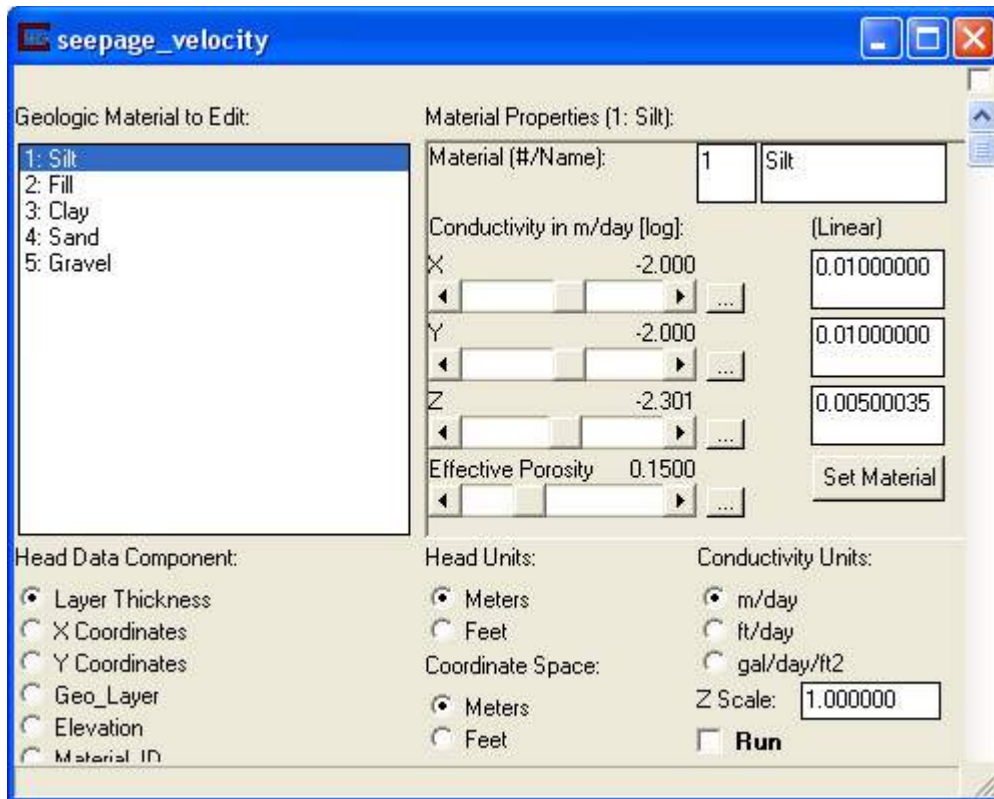 seepage_velocity
Geologic Material to Edit:
1: Silt
2: Fill
3: Clay
4: Sand
5: Gravel
Material Properties (1: Silt):
Material (#/Name): 1 Silt
Conductivity in m/day [log]: (Linear)
X -2.000 0.01000000
...
Y -2.000 0.01000000
...
Z -2.301 0.00500035
...
Effective Porosity 0.1500
...
Set Material
Head Data Component:
Layer Thickness
X Coordinates
Y Coordinates
Geo_Layer
Elevation
Material_ID
Head Units:
Meters
Feet
Coordinate Space:
Meters
Feet
Conductivity Units:
m/day
ft/day
gal/day/ft2
Z Scale: 1.000000
Run